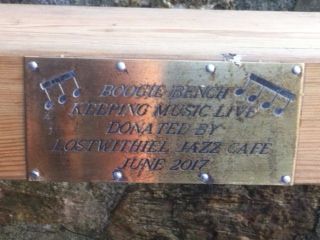 BOOGIE BENCH
KEEPING MUSIC LIVE
DONATED BY
LOSTWITHIEL JAZZ CAFE
JUNE 2017